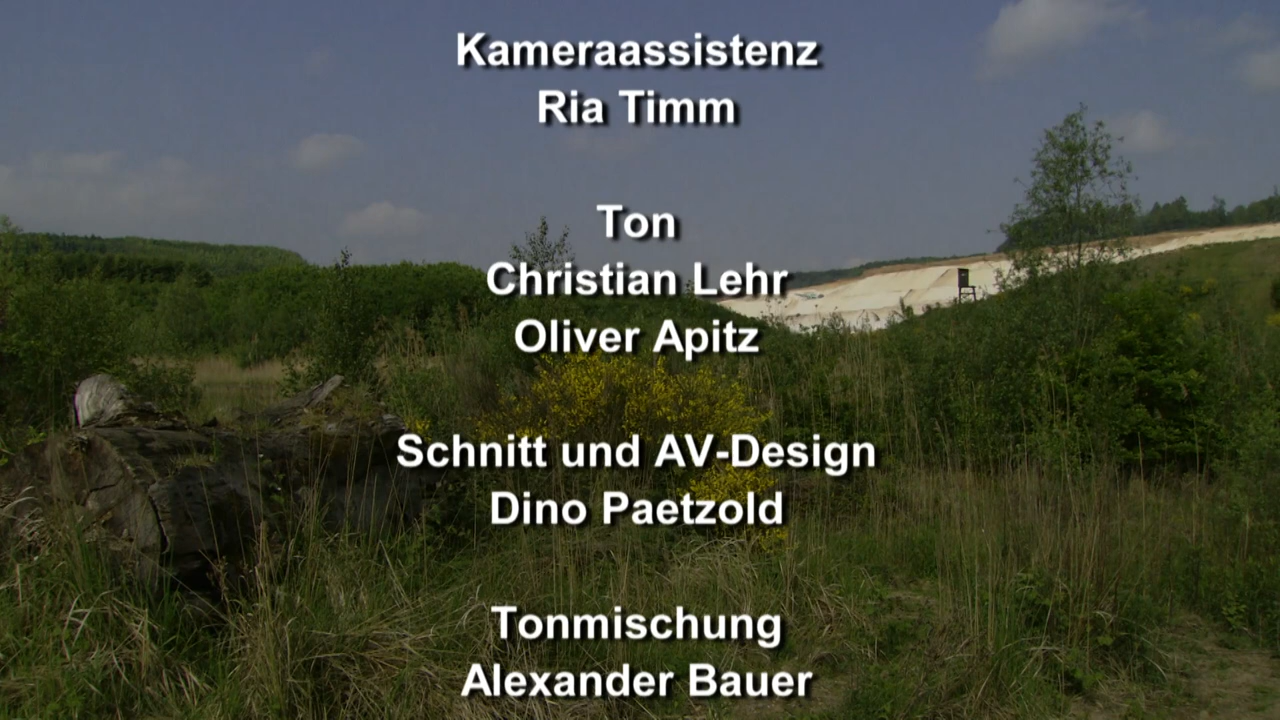 Kameraassistenz
Ria Timm
Ton
Christian Lehr
Oliver Apitz
Schnitt und AV-Design
Dino Paetzold
Tonmischung
Alexander Bauer